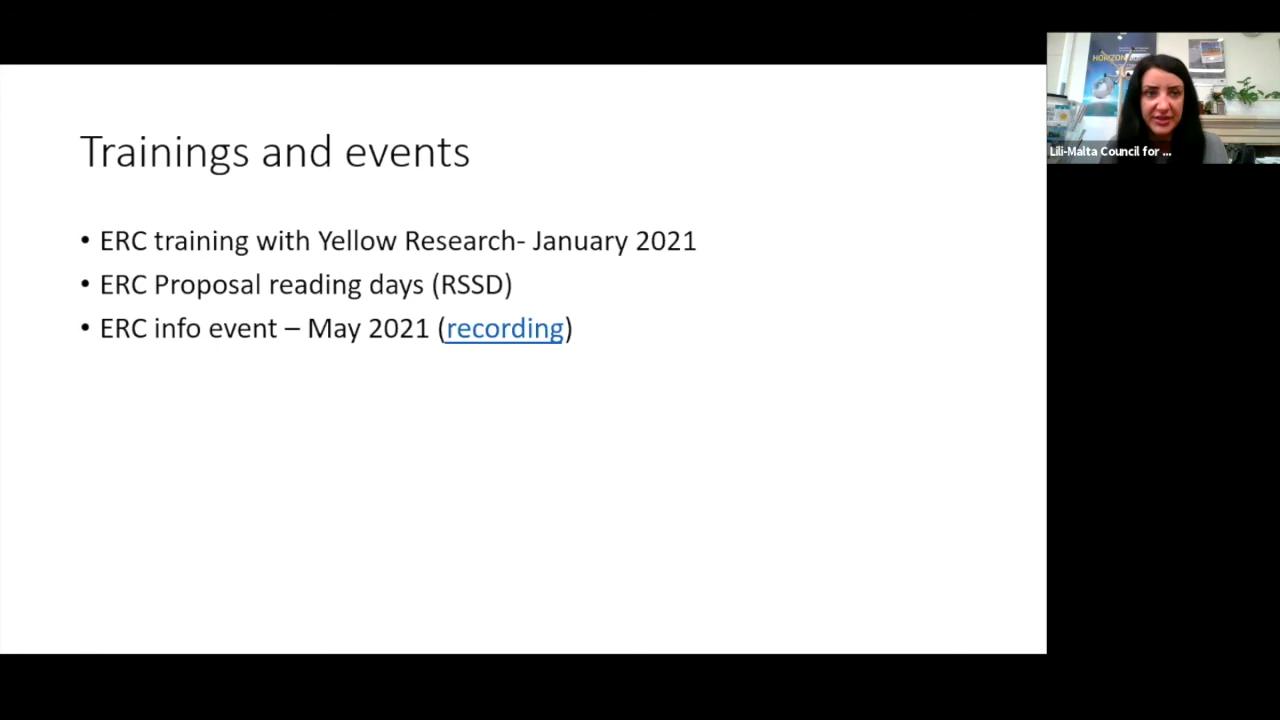 Trainings and events
• ERC training with Yellow Research- January 2021
• ERC Proposal reading days (RSSD)
• ERC info event – May 2021 (recording)
HORIZON
Lili-Malta Council for ...